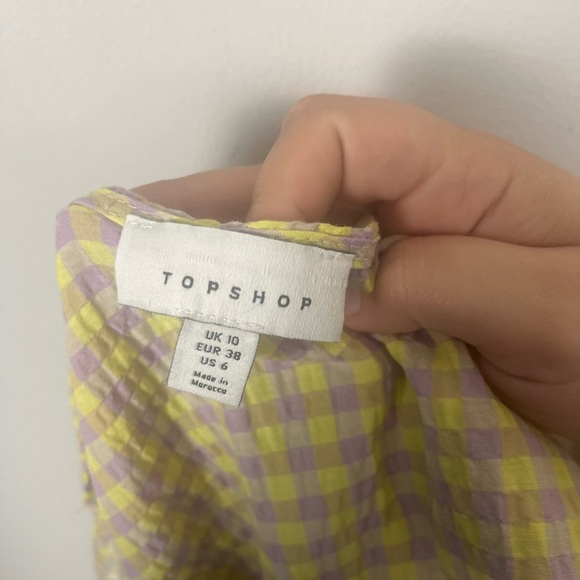 TOPSHOP
UK 10
EUR 38
US 6
Made in
Morocco